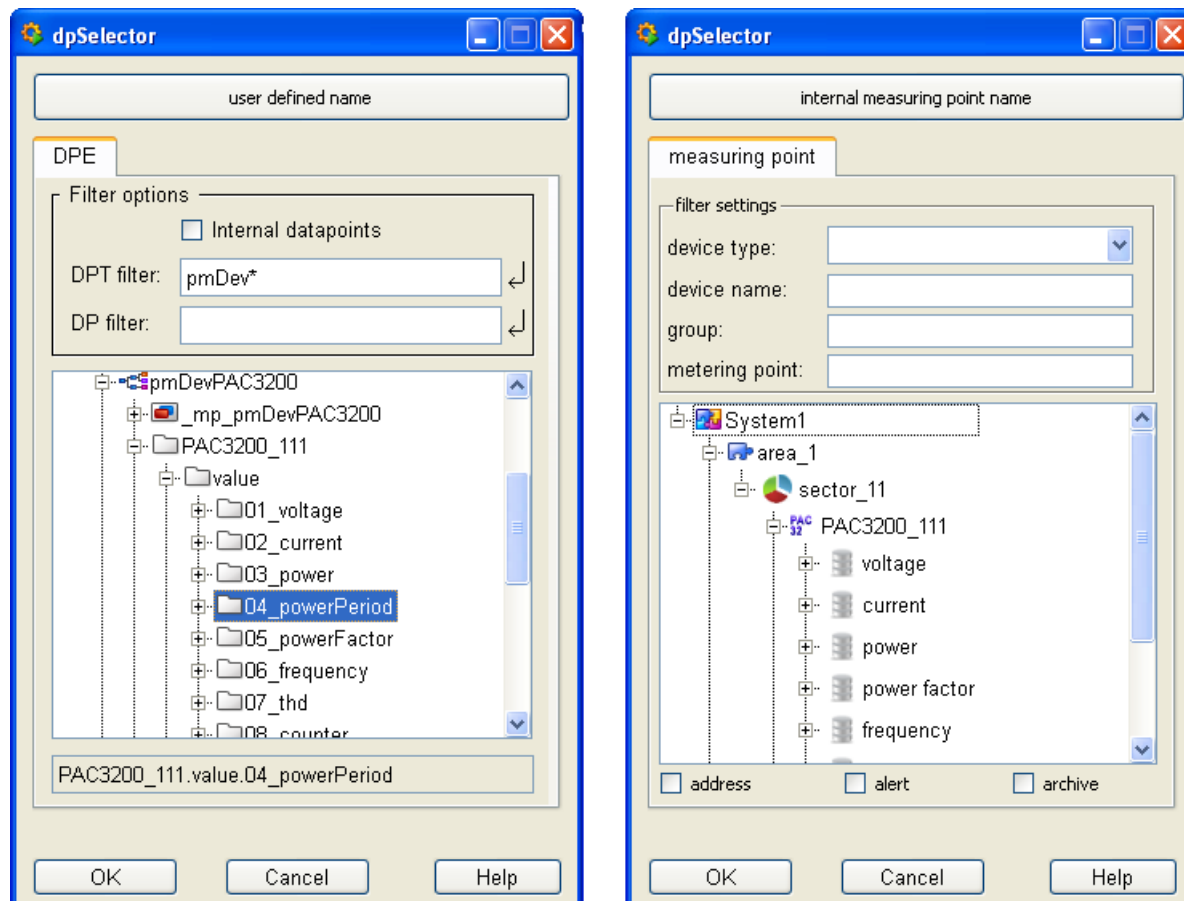 dpSelector
user defined name
DPE
Filter options
Internal datapoints
DPT filter: pmDev*
DP filter:
pmDevPAC3200
_mp_pmDevPAC3200
PAC3200_111
value
01_voltage
02_current
03_power
04_powerPeriod
05_powerFactor
06_frequency
07_thd
08_counter
PAC3200_111.value.04_powerPeriod
OK Cancel Help
dpSelector
internal measuring point name
measuring point
filter settings
device type:
device name:
group:
metering point:
System1
area_1
sector_11
PAC 32 PAC3200_111
voltage
current
power
power factor
frequency
address alert archive
OK Cancel Help